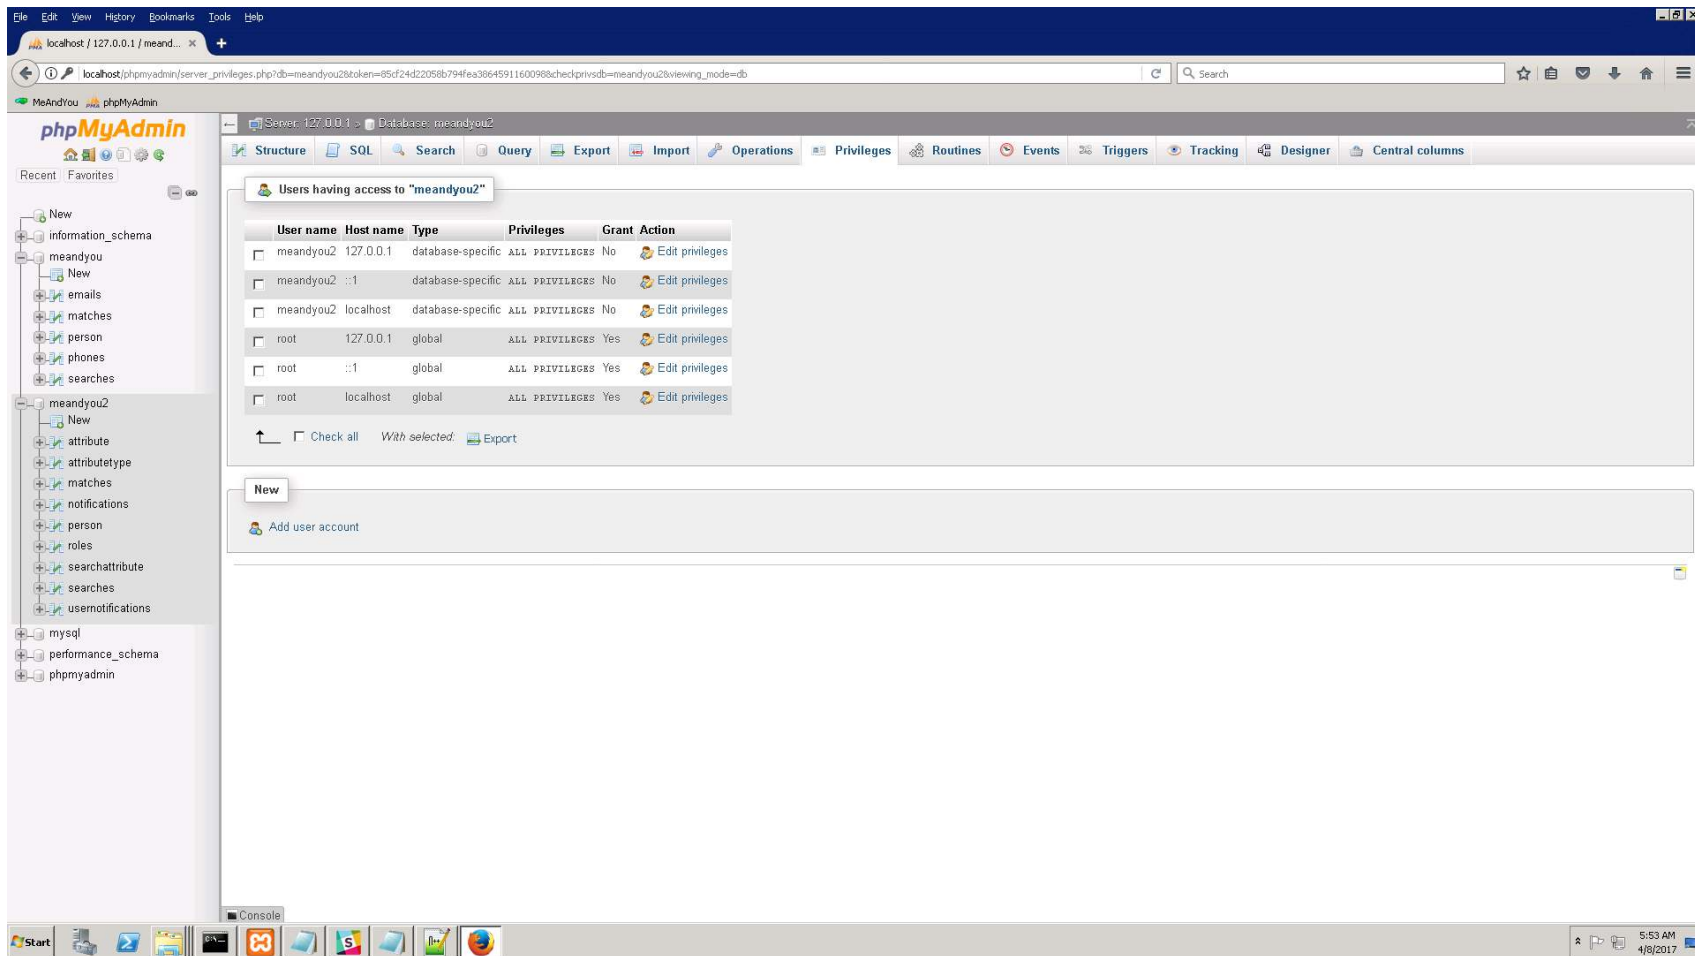 File Edit View History Bookmarks Tools Help
localhost / 127.0.0.1 / meand... × +
localhost/phpmyadmin/server_privileges.php?db=meandyou2&token=85cf24d22058b794fea3864591160098&checkprivsdb=meandyou2&viewing_mode=db
Search
MeAndYou phpMyAdmin
phpMyAdmin
Recent Favorites
New
information_schema
meandyou
New
emails
matches
person
phones
searches
meandyou2
New
attribute
attributetype
matches
notifications
person
roles
searchattribute
searches
usernotifications
mysql
performance_schema
phpmyadmin
Server: 127.0.0.1 » Database: meandyou2
Structure SQL Search Query Export Import Operations Privileges Routines Events Triggers Tracking Designer Central columns
Users having access to "meandyou2"
User name Host name Type Privileges Grant Action
meandyou2 127.0.0.1 database-specific ALL PRIVILEGES No Edit privileges
meandyou2 ::1 database-specific ALL PRIVILEGES No Edit privileges
meandyou2 localhost database-specific ALL PRIVILEGES No Edit privileges
root 127.0.0.1 global ALL PRIVILEGES Yes Edit privileges
root ::1 global ALL PRIVILEGES Yes Edit privileges
root localhost global ALL PRIVILEGES Yes Edit privileges
Check all With selected: Export
New
Add user account
Console
Start
5:53 AM
4/8/2017